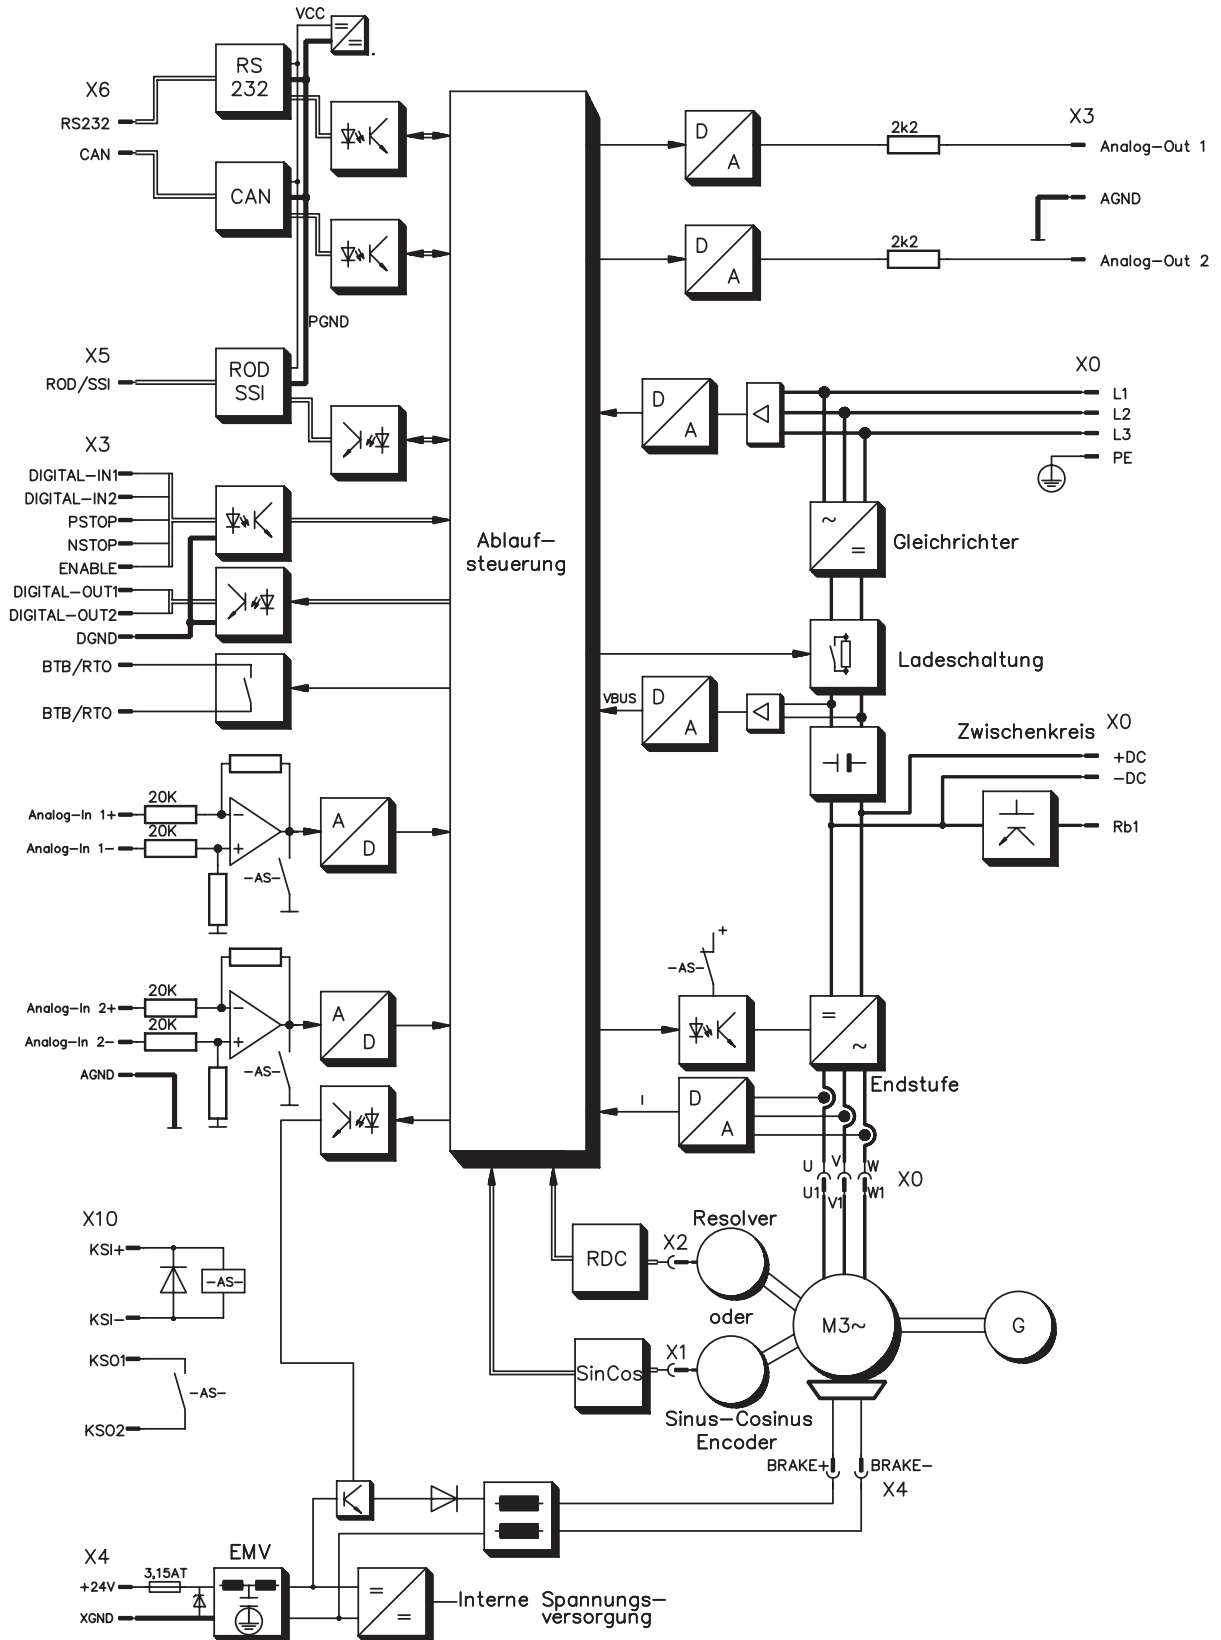 VCC
X6
RS
232
RS232
CAN
CAN
PGND
X5
ROD/SSI
ROD
SSI
X3
DIGITAL-IN1
DIGITAL-IN2
PSTOP
NSTOP
ENABLE
DIGITAL-OUT1
DIGITAL-OUT2
DGND
BTB/RTO
BTB/RTO
20K
Analog-In 1+
20K
Analog-In 1-
-AS-
A
D
20K
Analog-In 2+
20K
Analog-In 2-
-AS-
AGND
A
D
Ablauf-
steuerung
D
A
2k2
X3
Analog-Out 1
AGND
D
A
2k2
Analog-Out 2
X0
L1
L2
L3
PE
D
A
Gleichrichter
Ladeschaltung
VBUS
D
A
Zwischenkreis
X0
+DC
-DC
Rb1
+
-AS-
Endstufe
I
D
A
U
V
W
X0
U1
V1
W1
Resolver
RDC
X2
oder
M3~
G
SinCos
X1
Sinus-Cosinus
Encoder
BRAKE+
BRAKE-
X4
X10
KSI+
-AS-
KSI-
KSO1
-AS-
KSO2
X4
EMV
3,15AT
+24V
XGND
Interne Spannungs-
versorgung